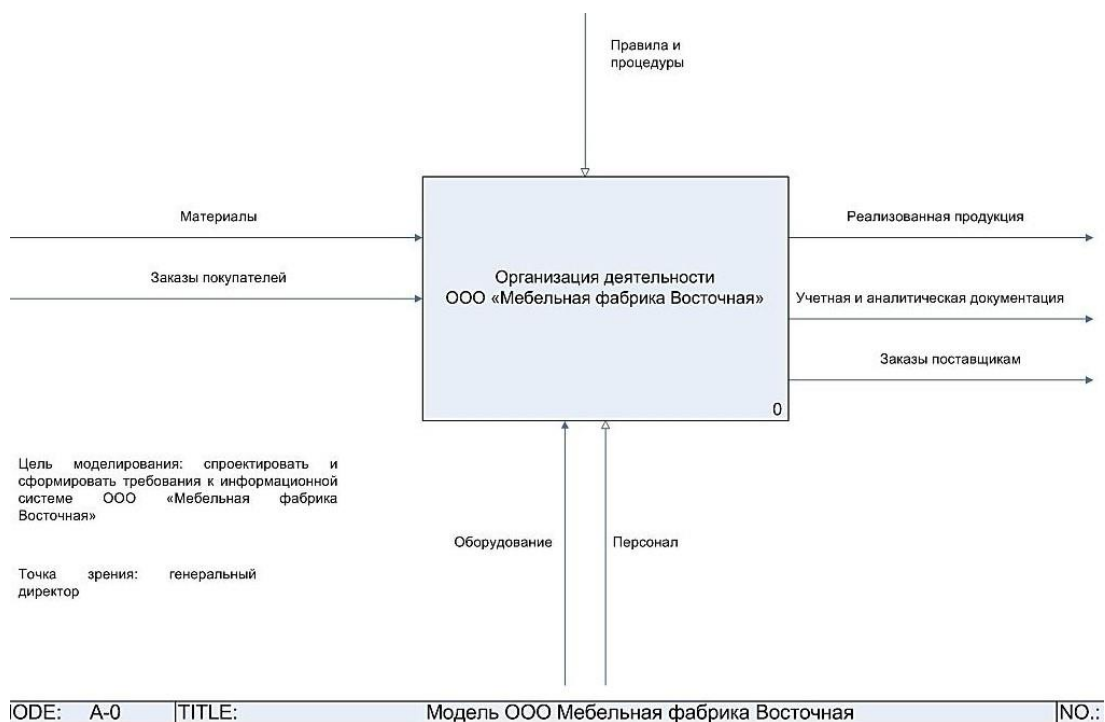 Правила и
процедуры
Материалы
Реализованная продукция
Заказы покупателей
Организация деятельности
ООО «Мебельная фабрика Восточная»
Учетная и аналитическая документация
Заказы поставщикам
0
Цель моделирования: спроектировать и
сформировать требования к информационной
системе ООО «Мебельная фабрика
Восточная»
Оборудование
Персонал
Точка зрения: генеральный
директор
ODE: A-0 TITLE: Модель ООО Мебельная фабрика Восточная NO.: